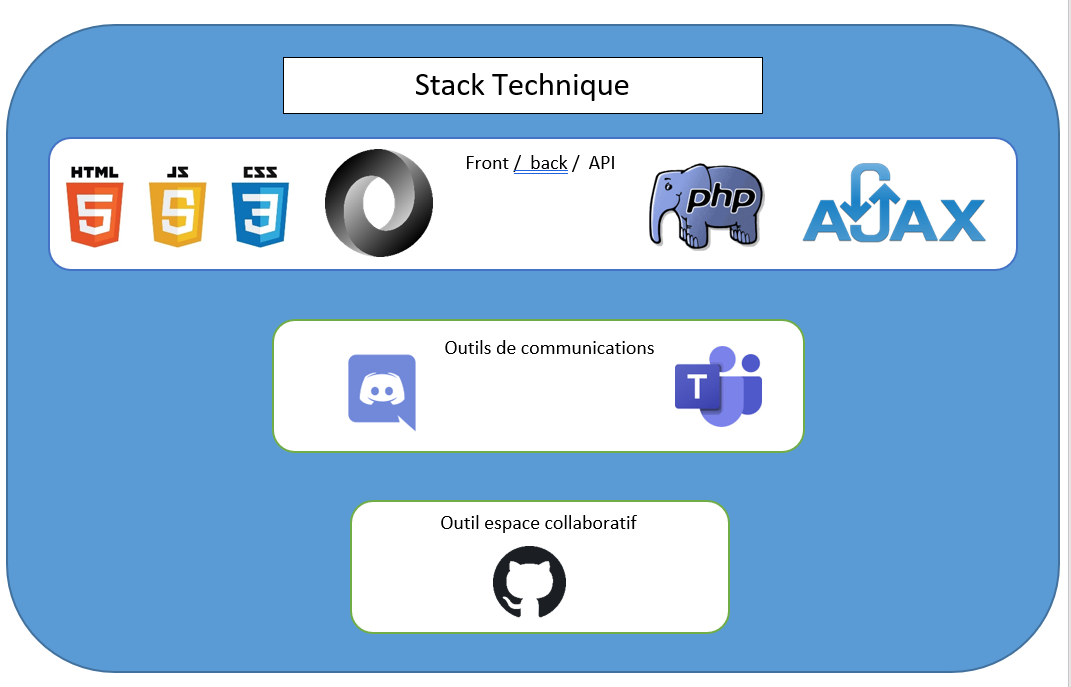 Stack Technique
Front /  back /  API
HTML JS CSS
5 5 3
php
AJAX
Outils de communications
T
Outil espace collaboratif